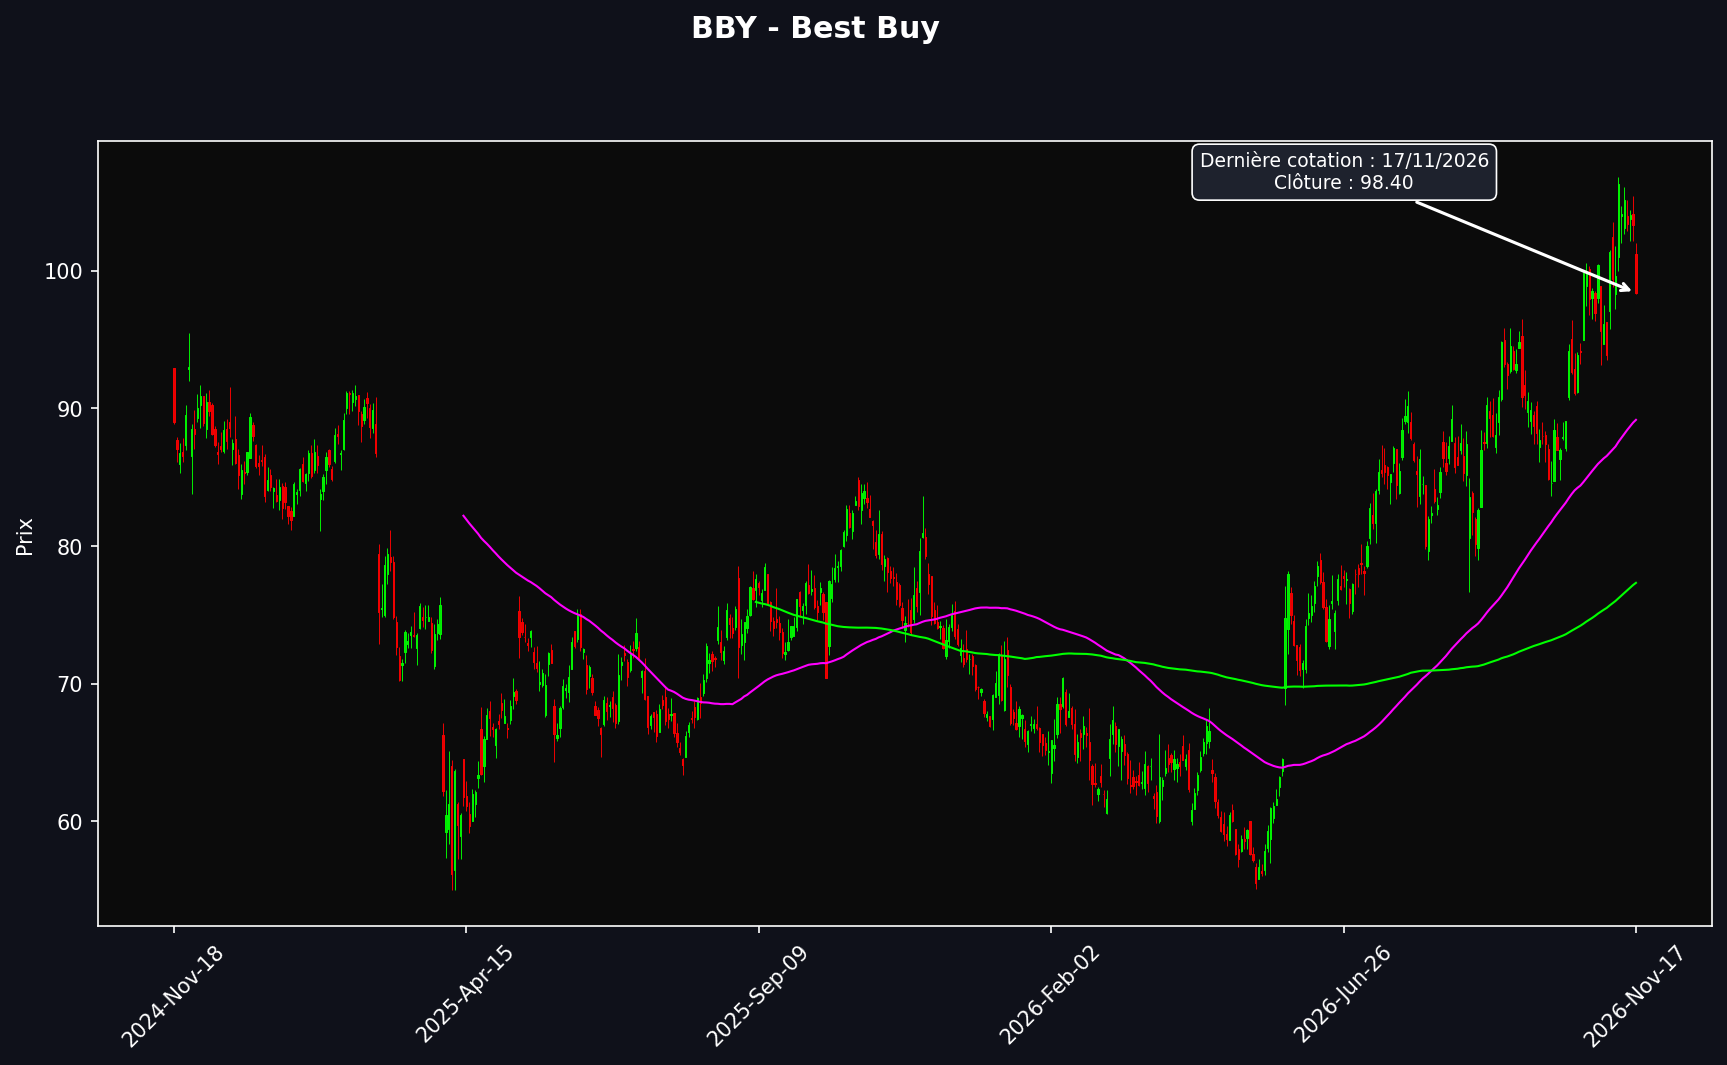 BBY - Best Buy
Dernière cotation : 17/11/2026
Clôture : 98.40
Prix
100
90
80
70
60
2024-Nov-18
2025-Apr-15
2025-Sep-09
2026-Feb-02
2026-Jun-26
2026-Nov-17